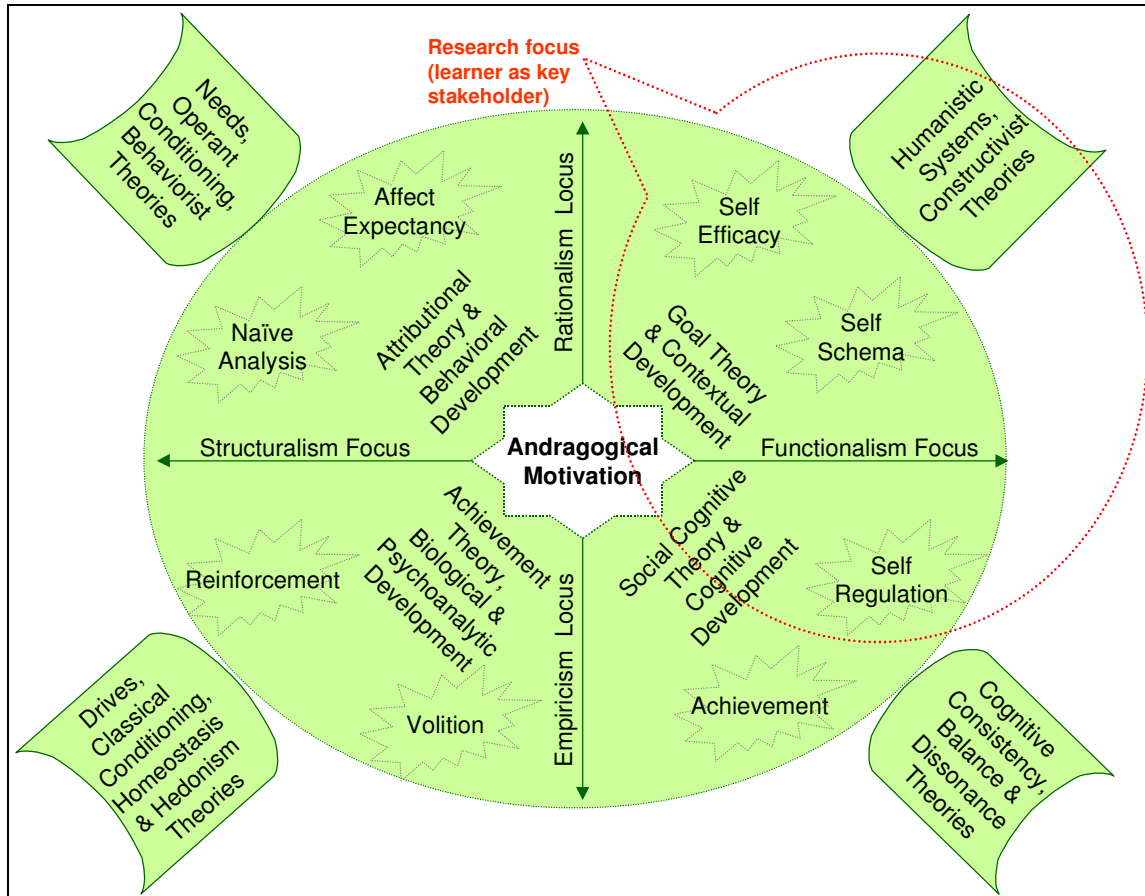 Research focus
(learner as key
stakeholder)
Needs,
Operant
Conditioning,
Behaviorist
Theories
Humanistic
Systems,
Constructivist
Theories
Affect
Expectancy
Rationalism Locus
Self
Efficacy
Naïve
Analysis
Attributional
Theory &
Behavioral
Development
Goal Theory
& Contextual
Development
Self
Schema
Structuralism Focus
Andragogical
Motivation
Functionalism Focus
Reinforcement
Achievement
Theory,
Biological &
Psychoanalytic
Development
Social Cognitive
Theory &
Cognitive
Development
Self
Regulation
Volition
Empiricism Locus
Achievement
Drives,
Classical
Conditioning,
Homeostasis
& Hedonism
Theories
Cognitive
Consistency,
Balance &
Dissonance
Theories